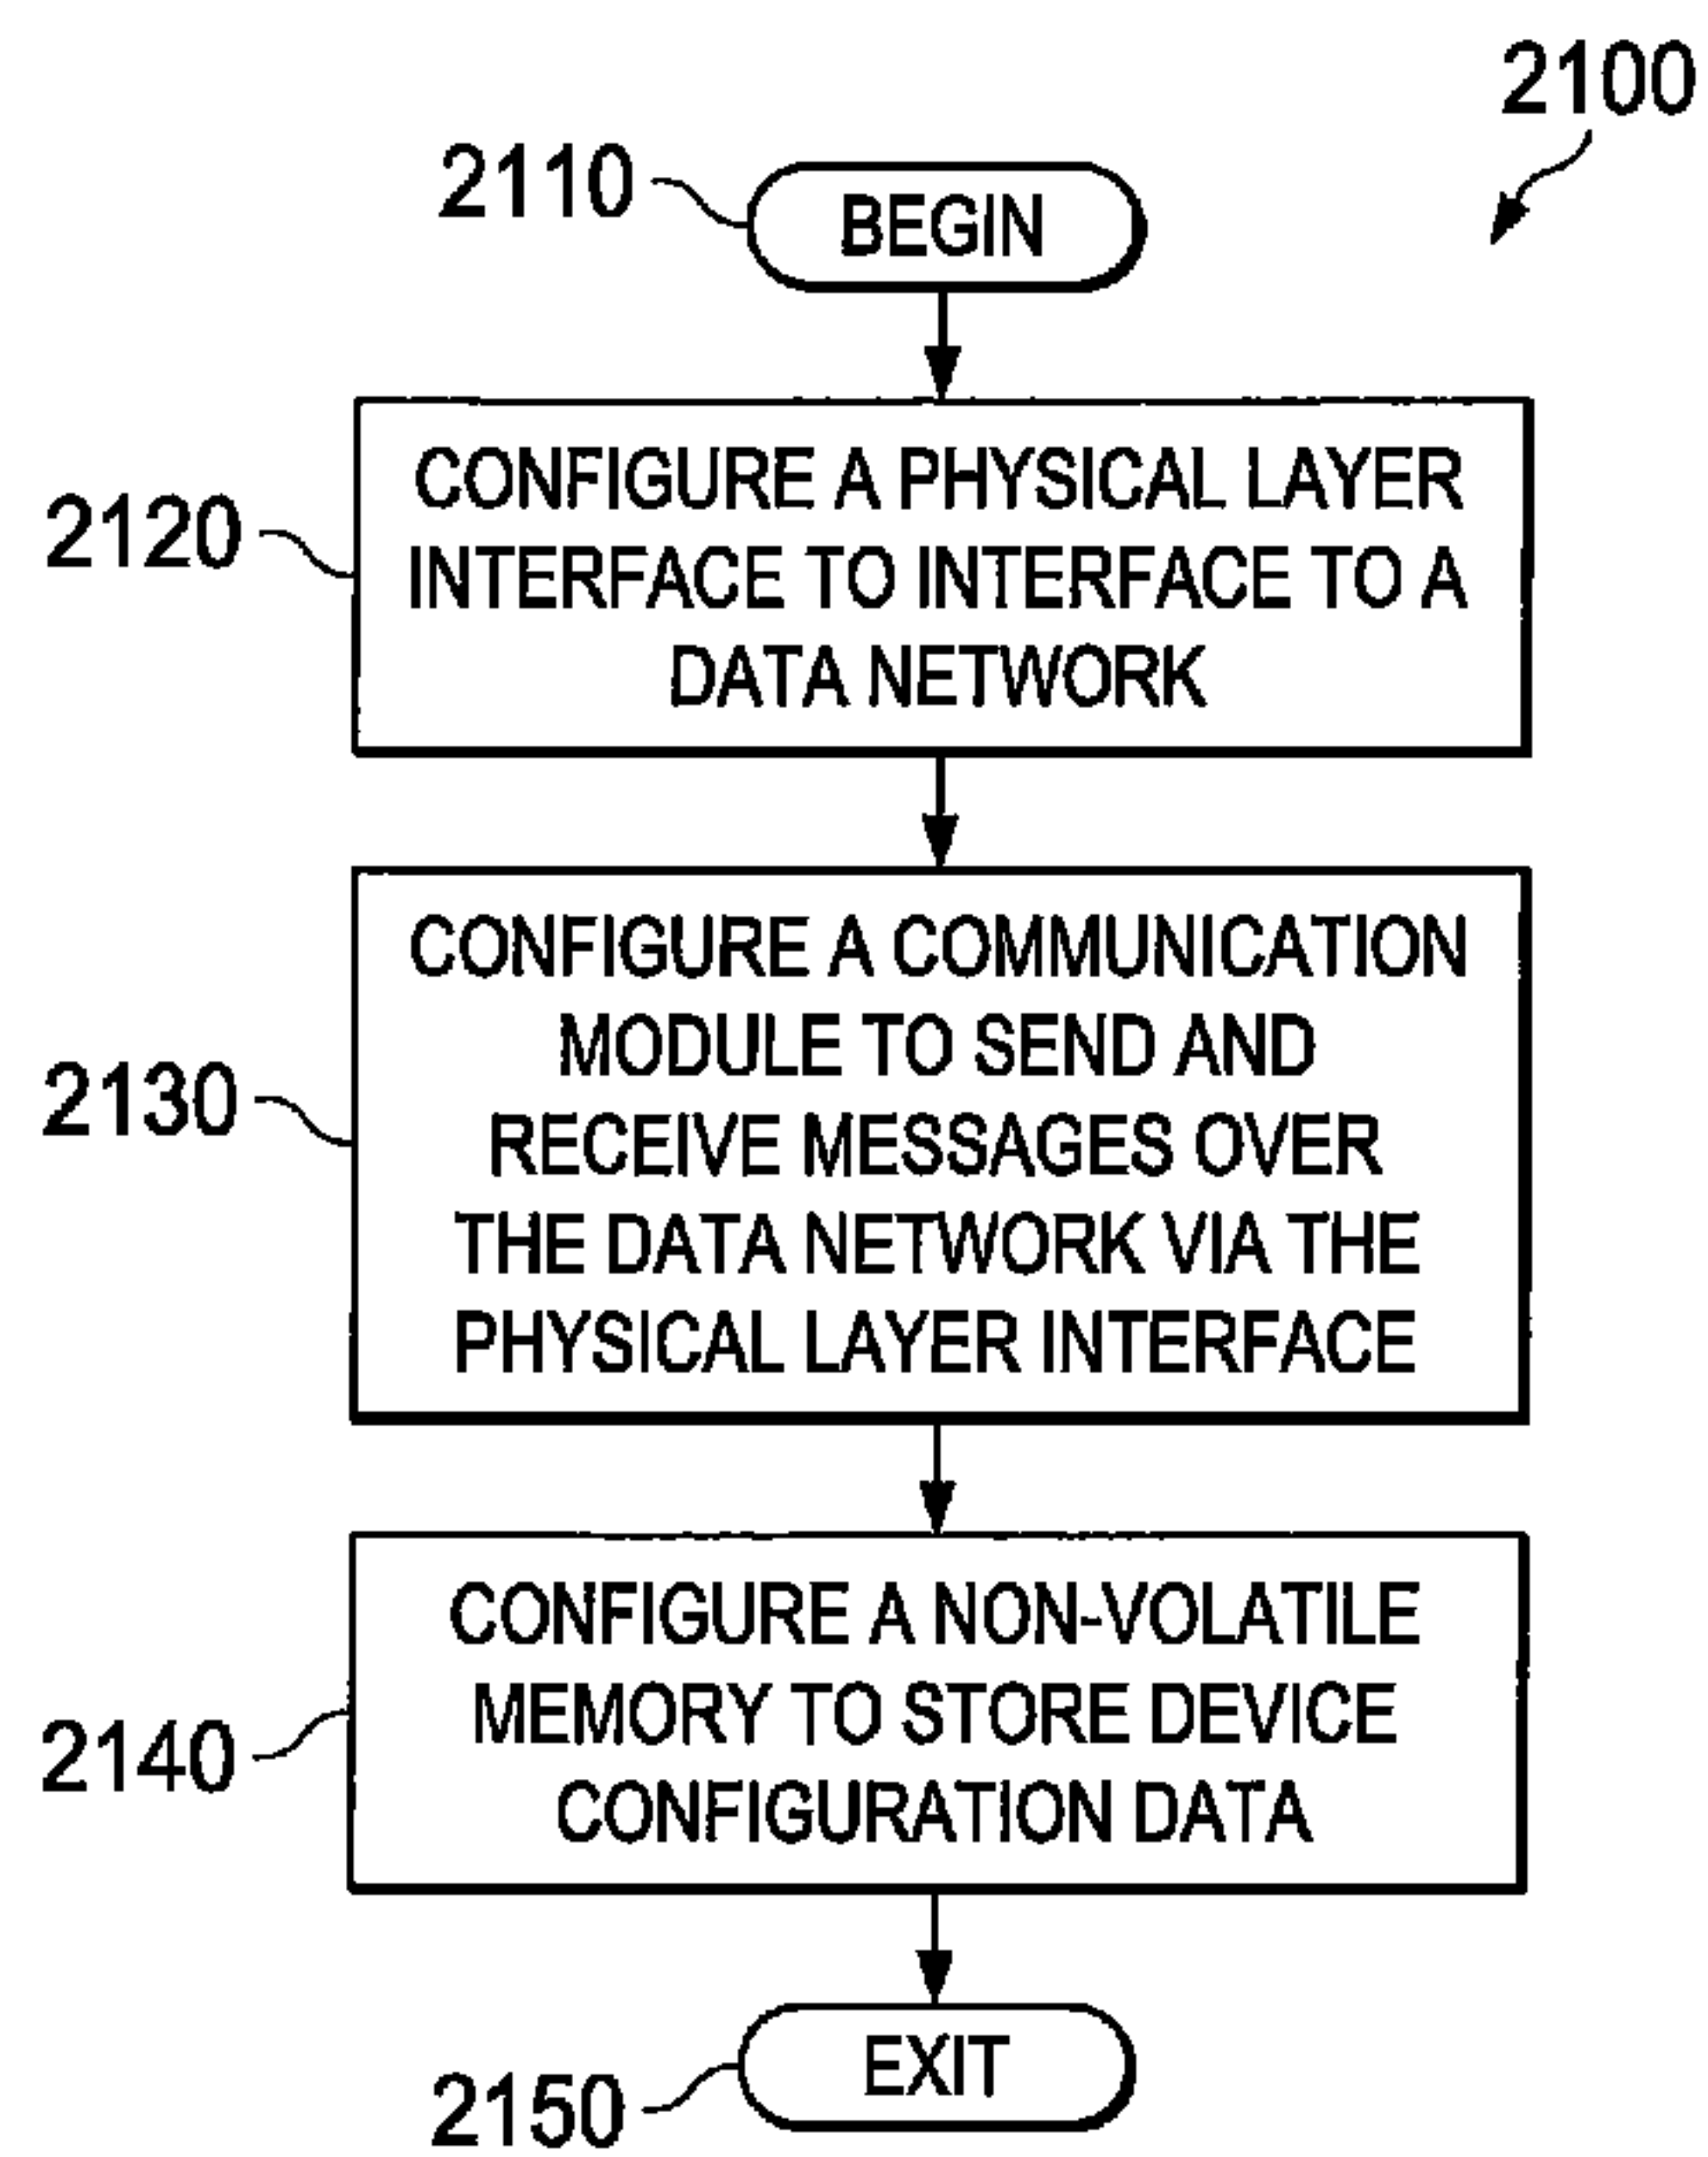 2100
2110
BEGIN
2120
CONFIGURE A PHYSICAL LAYER
INTERFACE TO INTERFACE TO A
DATA NETWORK
2130
CONFIGURE A COMMUNICATION
MODULE TO SEND AND
RECEIVE MESSAGES OVER
THE DATA NETWORK VIA THE
PHYSICAL LAYER INTERFACE
2140
CONFIGURE A NON-VOLATILE
MEMORY TO STORE DEVICE
CONFIGURATION DATA
2150
EXIT